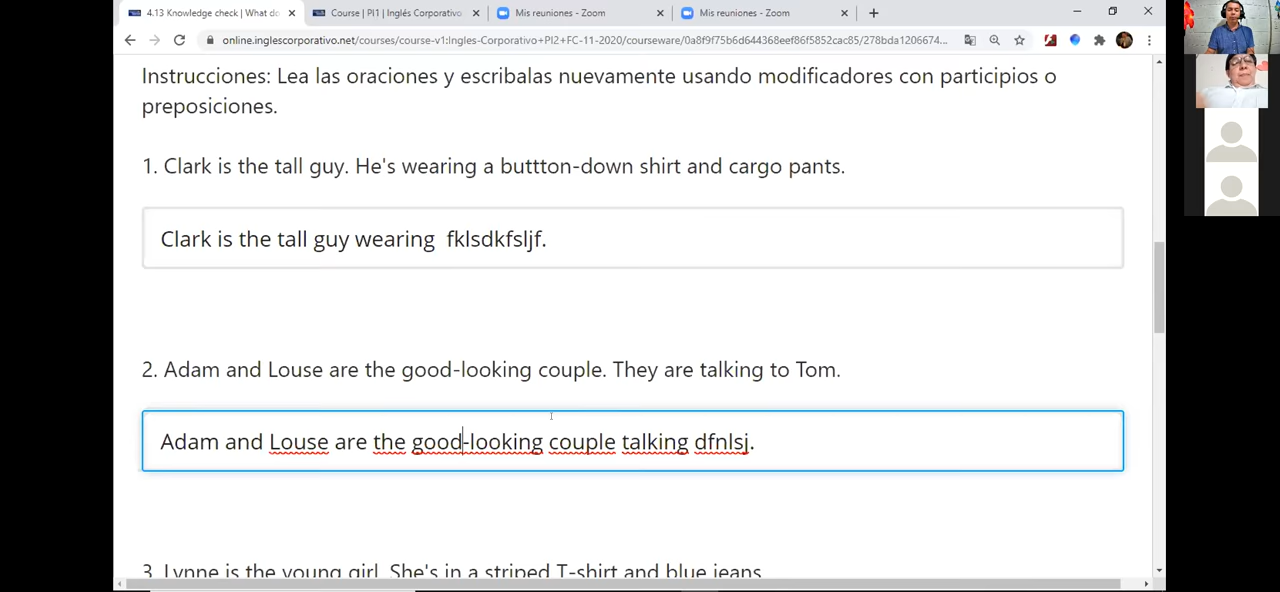 4.13 Knowledge check | What do
Course | PI1 | Inglés Corporativo
Mis reuniones - Zoom
Mis reuniones - Zoom
online.inglescorporativo.net/courses/course-v1:Ingles-Corporativo+PI2+FC-11-2020/courseware/0a8f9f75b6d644368eef86f5852cac85/278bda1206674...
Instrucciones: Lea las oraciones y escribalas nuevamente usando modificadores con participios o
preposiciones.
1. Clark is the tall guy. He's wearing a buttton-down shirt and cargo pants.
Clark is the tall guy wearing fklsdkfsljf.
2. Adam and Louse are the good-looking couple. They are talking to Tom.
Adam and Louse are the good-looking couple talking dfnlsj.
3. Lynne is the young girl. She's in a striped T-shirt and blue jeans.